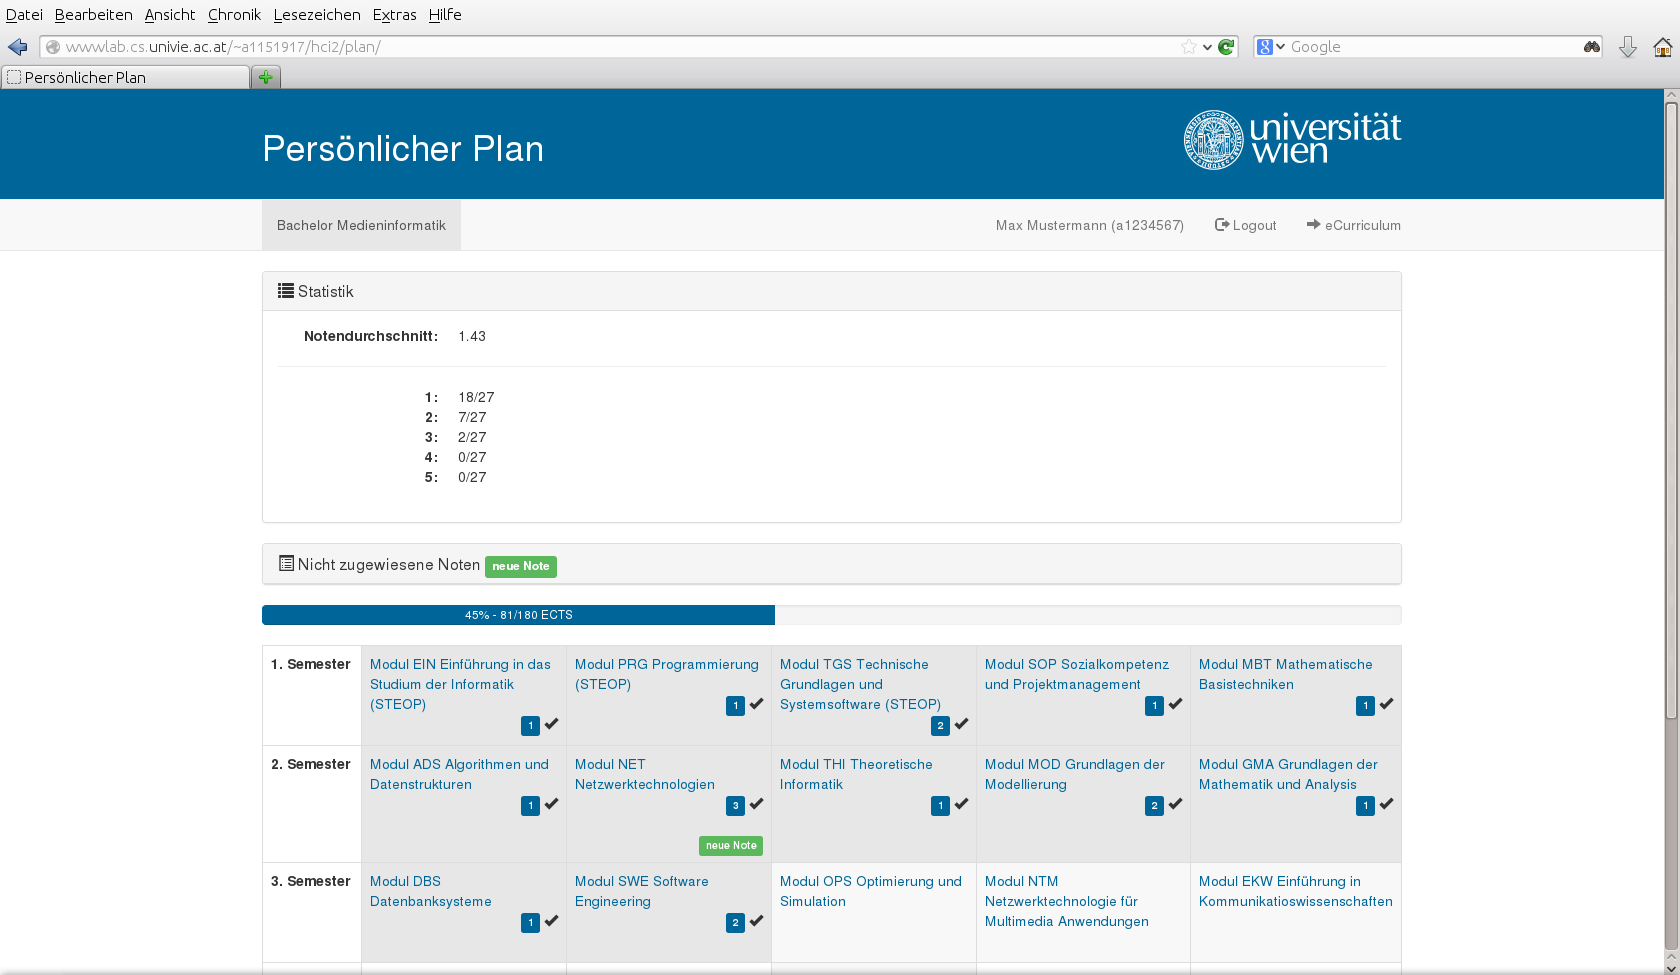 Datei Bearbeiten Ansicht Chronik Lesezeichen Extras Hilfe
wwwlab.cs.univie.ac.at/~a1151917/hci2/plan/
8 Google
Persönlicher Plan
Persönlicher Plan
universität
wien
Bachelor Medieninformatik
Max Mustermann (a1234567)
Logout
eCurriculum
Statistik
Notendurchschnitt: 1.43
1: 18/27
2: 7/27
3: 2/27
4: 0/27
5: 0/27
Nicht zugewiesene Noten neue Note
45% - 81/180 ECTS
1. Semester
Modul EIN Einführung in das
Studium der Informatik
(STEOP)
1
Modul PRG Programmierung
(STEOP)
1
Modul TGS Technische
Grundlagen und
Systemsoftware (STEOP)
2
Modul SOP Sozialkompetenz
und Projektmanagement
1
Modul MBT Mathematische
Basistechniken
1
2. Semester
Modul ADS Algorithmen und
Datenstrukturen
1
Modul NET
Netzwerktechnologien
3
neue Note
Modul THI Theoretische
Informatik
1
Modul MOD Grundlagen der
Modellierung
2
Modul GMA Grundlagen der
Mathematik und Analysis
1
3. Semester
Modul DBS
Datenbanksysteme
1
Modul SWE Software
Engineering
2
Modul OPS Optimierung und
Simulation
Modul NTM
Netzwerktechnologie für
Multimedia Anwendungen
Modul EKW Einführung in
Kommunikatioswissenschaften